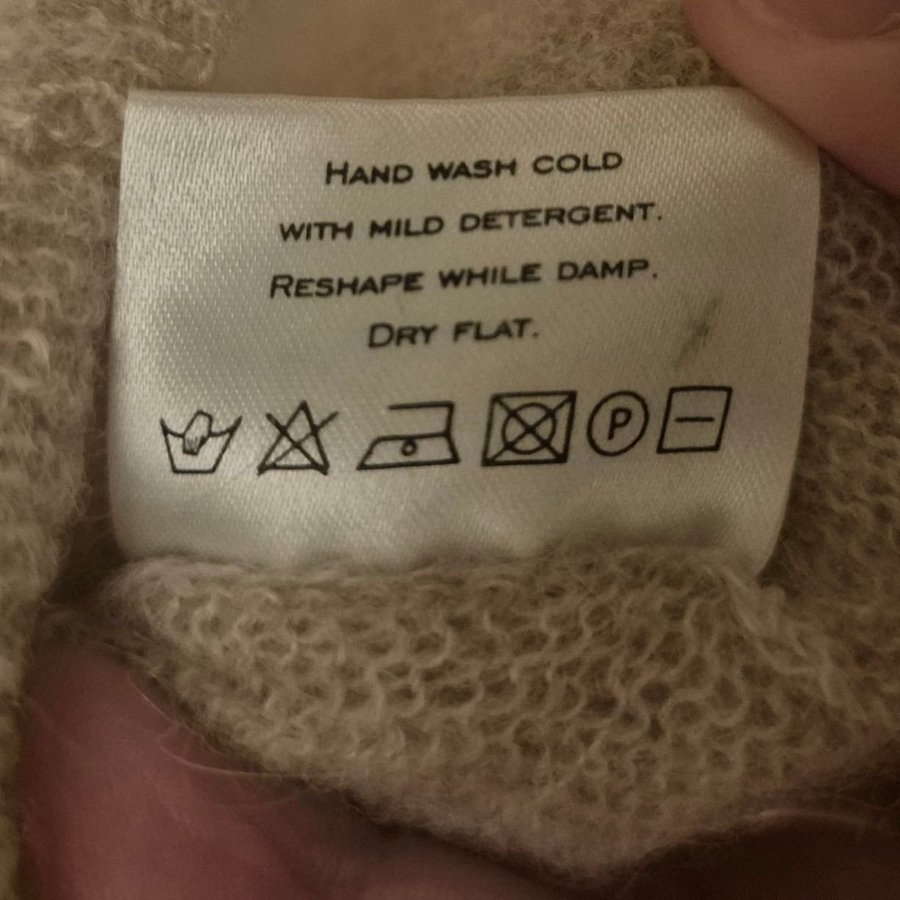 HAND WASH COLD
WITH MILD DETERGENT.
RESHAPE WHILE DAMP.
DRY FLAT.
P